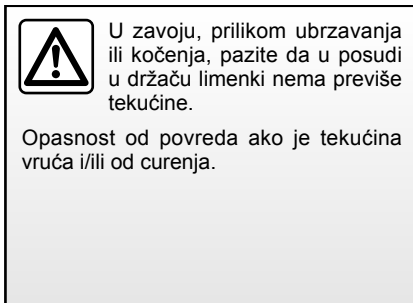 U zavoju, prilikom ubrzavanja
ili kočenja, pazite da u posudi
u držaču limenki nema previše
tekućine.
Opasnost od povreda ako je tekućina
vruća i/ili od curenja.